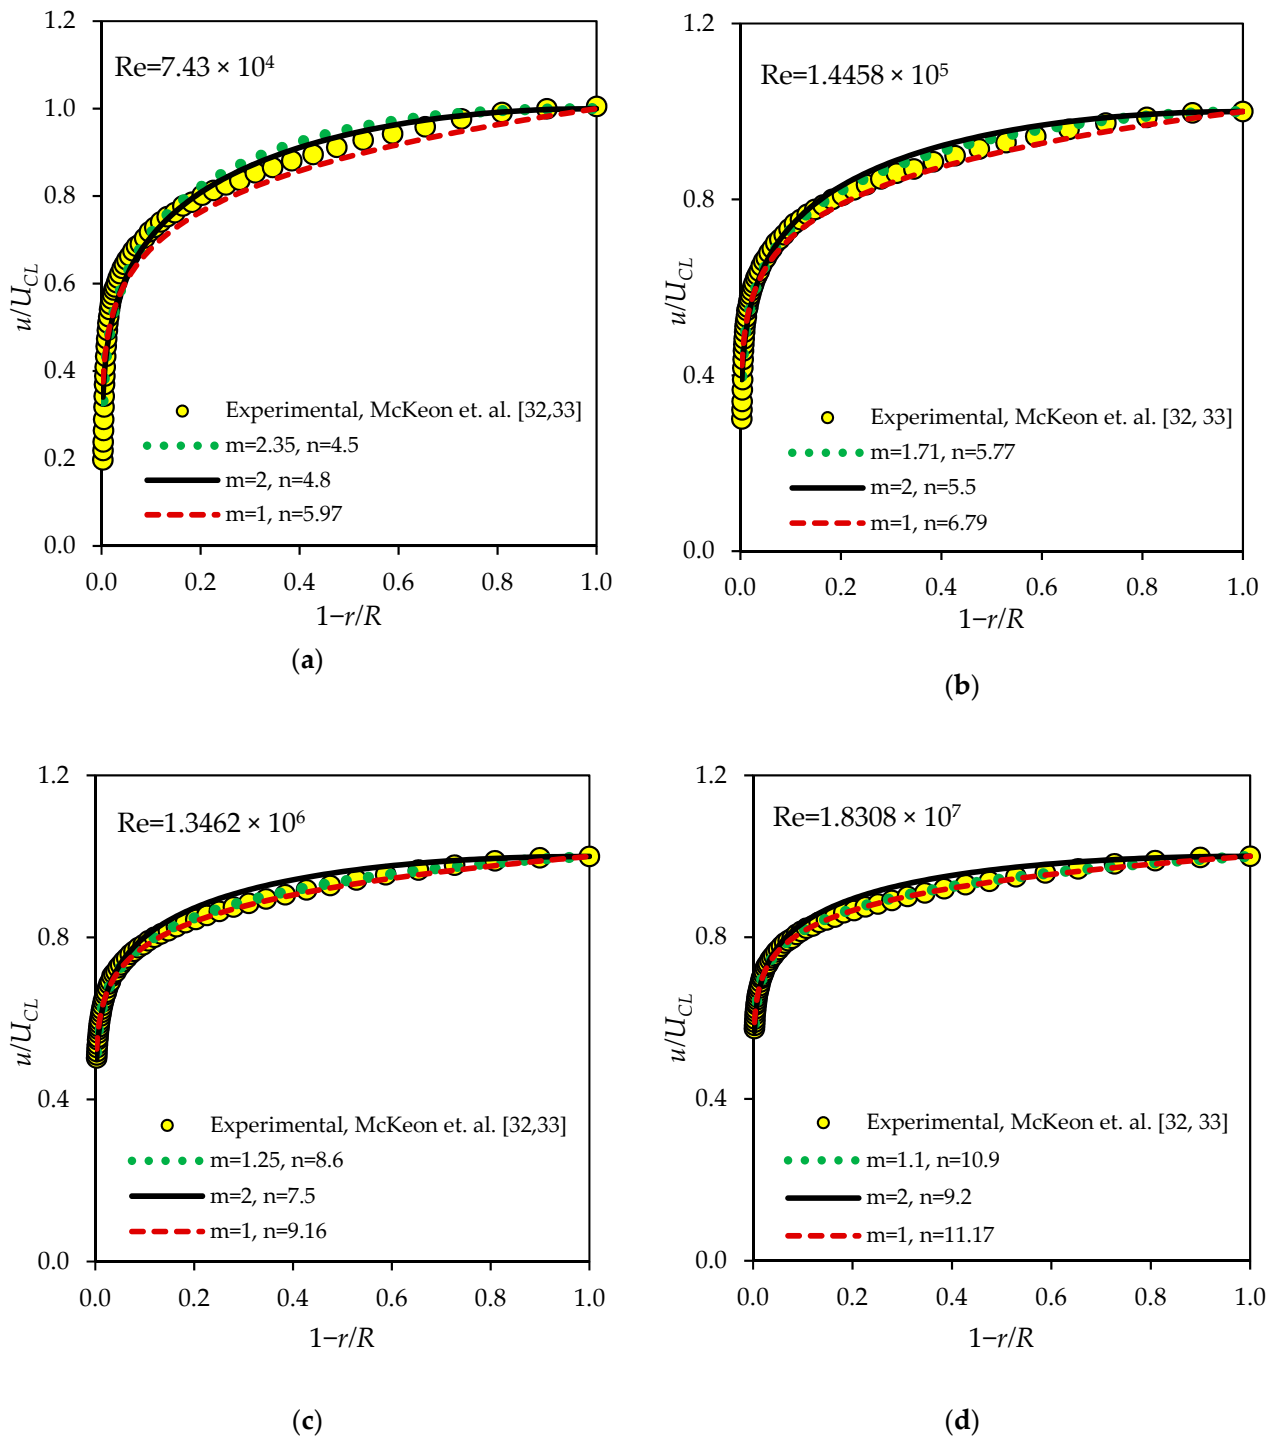 1.2
Re=7.43 × 10⁴
1.0
0.8
0.6
0.4
0.2
0.0
u/U_CL
Experimental, McKeon et. al. [32,33]
m=2.35, n=4.5
m=2, n=4.8
m=1, n=5.97
0.0 0.2 0.4 0.6 0.8 1.0
1−r/R
(a)
1.2
Re=1.4458 × 10⁵
0.8
0.4
0.0
u/U_CL
Experimental, McKeon et. al. [32, 33]
m=1.71, n=5.77
m=2, n=5.5
m=1, n=6.79
0.0 0.2 0.4 0.6 0.8 1.0
1−r/R
(b)
1.2
Re=1.3462 × 10⁶
0.8
0.4
0.0
u/U_CL
Experimental, McKeon et. al. [32,33]
m=1.25, n=8.6
m=2, n=7.5
m=1, n=9.16
0.0 0.2 0.4 0.6 0.8 1.0
1−r/R
(c)
1.2
Re=1.8308 × 10⁷
0.8
0.4
0.0
u/U_CL
Experimental, McKeon et. al. [32, 33]
m=1.1, n=10.9
m=2, n=9.2
m=1, n=11.17
0.0 0.2 0.4 0.6 0.8 1.0
1−r/R
(d)